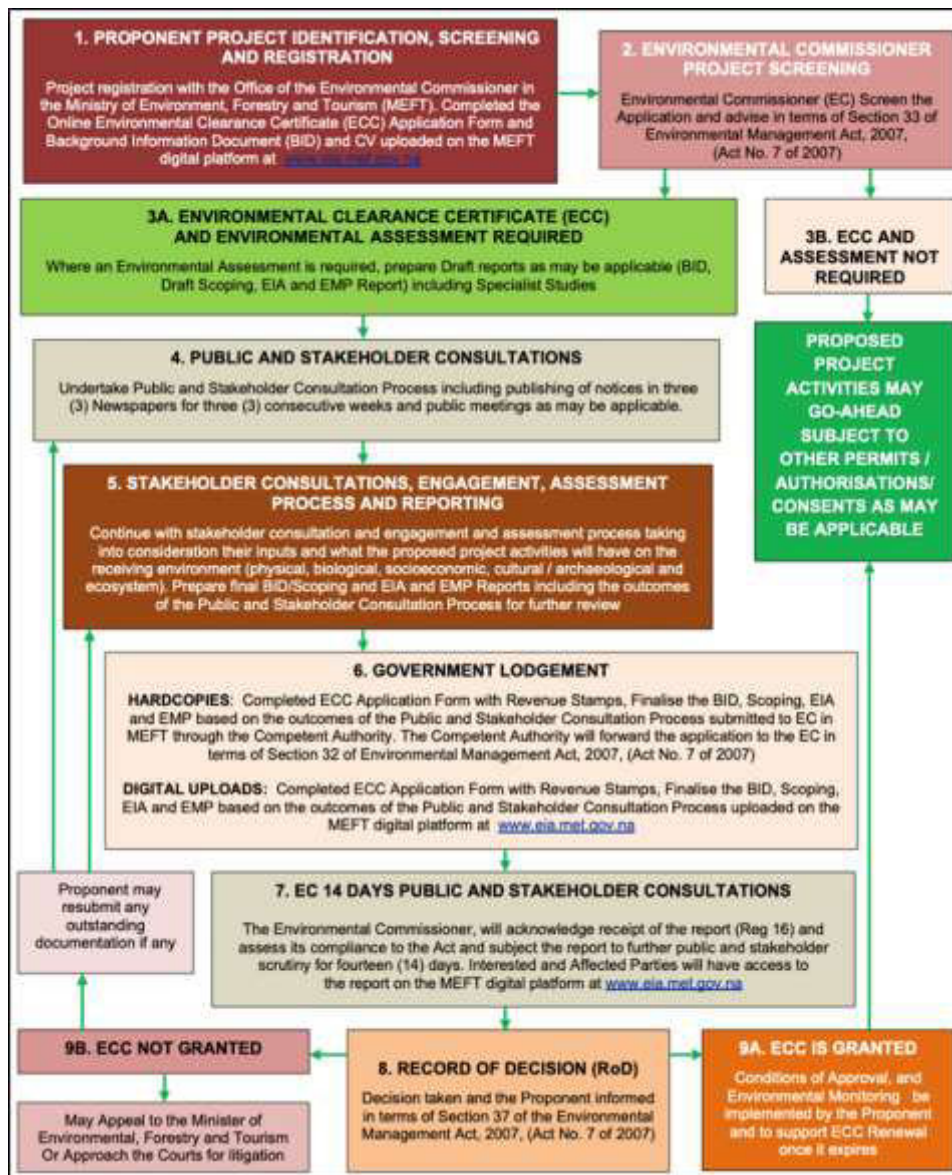 1. PROPONENT PROJECT IDENTIFICATION, SCREENING
AND REGISTRATION
Project registration with the Office of the Environmental Commissioner in
the Ministry of Environment, Forestry and Tourism (MEFT). Completed the
Online Environmental Clearance Certificate (ECC) Application Form and
Background Information Document (BID) and CV uploaded on the MEFT
digital platform at www.eia.met.gov.na
2. ENVIRONMENTAL COMMISSIONER
PROJECT SCREENING
Environmental Commissioner (EC) Screen the
Application and advise in terms of Section 33 of
Environmental Management Act, 2007,
(Act No. 7 of 2007)
3A. ENVIRONMENTAL CLEARANCE CERTIFICATE (ECC)
AND ENVIRONMENTAL ASSESSMENT REQUIRED
Where an Environmental Assessment is required, prepare Draft reports as may be applicable (BID,
Draft Scoping, EIA and EMP Report) including Specialist Studies
3B. ECC AND
ASSESSMENT NOT
REQUIRED
PROPOSED
PROJECT
ACTIVITIES MAY
GO-AHEAD
SUBJECT TO
OTHER PERMITS /
AUTHORISATIONS/
CONSENTS AS MAY
BE APPLICABLE
4. PUBLIC AND STAKEHOLDER CONSULTATIONS
Undertake Public and Stakeholder Consultation Process including publishing of notices in three
(3) Newspapers for three (3) consecutive weeks and public meetings as may be applicable.
5. STAKEHOLDER CONSULTATIONS, ENGAGEMENT, ASSESSMENT
PROCESS AND REPORTING
Continue with stakeholder consultation and engagement and assessment process taking
into consideration their inputs and what the proposed project activities will have on the
receiving environment (physical, biological, socioeconomic, cultural / archaeological and
ecosystem). Prepare final BID/Scoping and EIA and EMP Reports including the outcomes
of the Public and Stakeholder Consultation Process for further review
6. GOVERNMENT LODGEMENT
HARDCOPIES: Completed ECC Application Form with Revenue Stamps, Finalise the BID, Scoping, EIA
and EMP based on the outcomes of the Public and Stakeholder Consultation Process submitted to EC in
MEFT through the Competent Authority. The Competent Authority will forward the application to the EC in
terms of Section 32 of Environmental Management Act, 2007, (Act No. 7 of 2007)
DIGITAL UPLOADS: Completed ECC Application Form with Revenue Stamps, Finalise the BID, Scoping,
EIA and EMP based on the outcomes of the Public and Stakeholder Consultation Process uploaded on the
MEFT digital platform at www.eia.met.gov.na
Proponent may
resubmit any
outstanding
documentation if any
7. EC 14 DAYS PUBLIC AND STAKEHOLDER CONSULTATIONS
The Environmental Commissioner, will acknowledge receipt of the report (Reg 16) and
assess its compliance to the Act and subject the report to further public and stakeholder
scrutiny for fourteen (14) days. Interested and Affected Parties will have access to
the report on the MEFT digital platform at www.eia.met.gov.na
9B. ECC NOT GRANTED
May Appeal to the Minister of
Environmental, Forestry and Tourism
Or Approach the Courts for litigation
8. RECORD OF DECISION (RoD)
Decision taken and the Proponent informed
in terms of Section 37 of the Environmental
Management Act, 2007, (Act No. 7 of 2007)
9A. ECC IS GRANTED
Conditions of Approval, and
Environmental Monitoring be
implemented by the Proponent
and to support ECC Renewal
once it expires